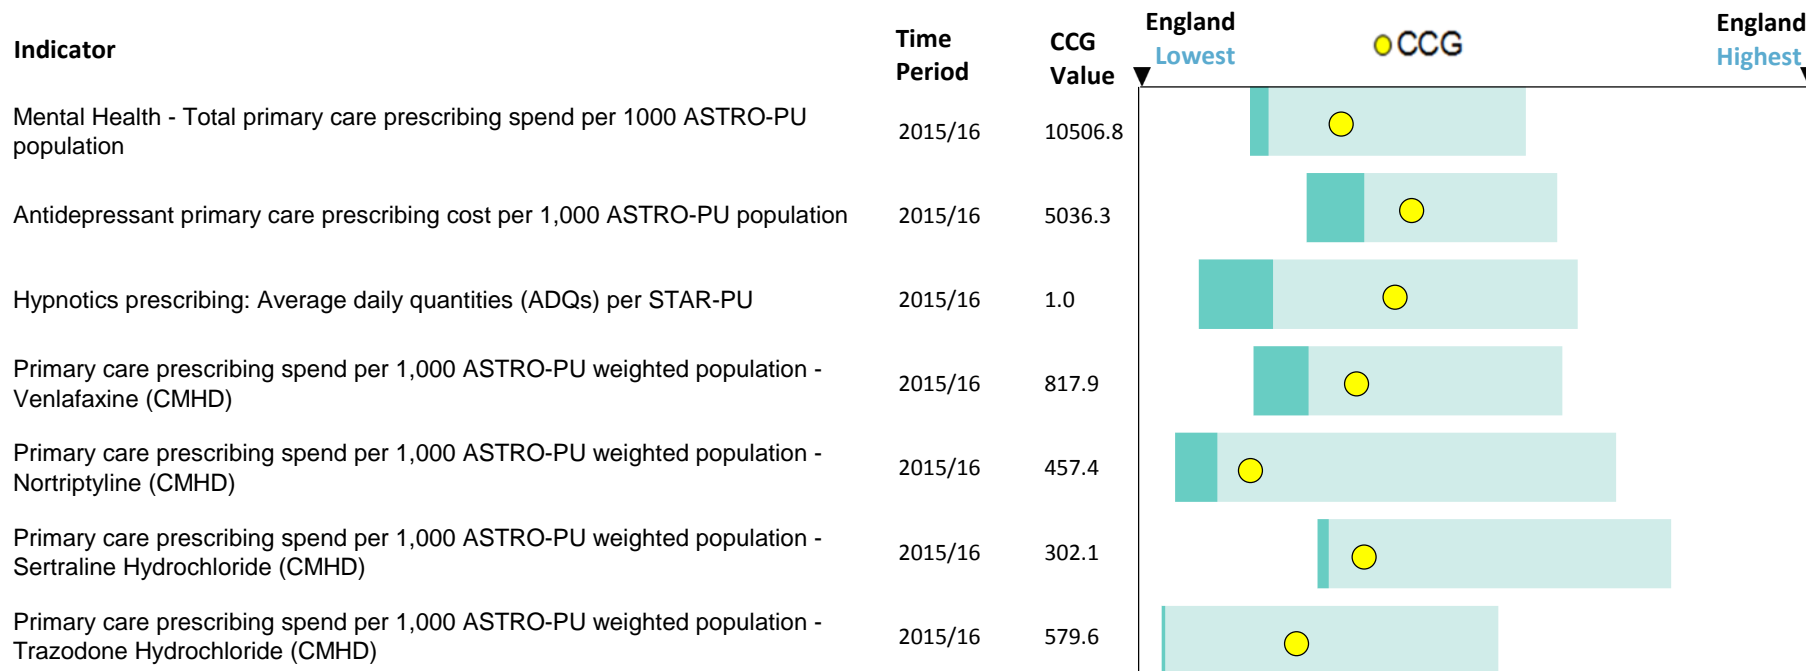 Indicator
Time
Period
CCG
Value
England
Lowest
CCG
England
Highest
Mental Health - Total primary care prescribing spend per 1000 ASTRO-PU
population
2015/16
10506.8
Antidepressant primary care prescribing cost per 1,000 ASTRO-PU population
2015/16
5036.3
Hypnotics prescribing: Average daily quantities (ADQs) per STAR-PU
2015/16
1.0
Primary care prescribing spend per 1,000 ASTRO-PU weighted population -
Venlafaxine (CMHD)
2015/16
817.9
Primary care prescribing spend per 1,000 ASTRO-PU weighted population -
Nortriptyline (CMHD)
2015/16
457.4
Primary care prescribing spend per 1,000 ASTRO-PU weighted population -
Sertraline Hydrochloride (CMHD)
2015/16
302.1
Primary care prescribing spend per 1,000 ASTRO-PU weighted population -
Trazodone Hydrochloride (CMHD)
2015/16
579.6